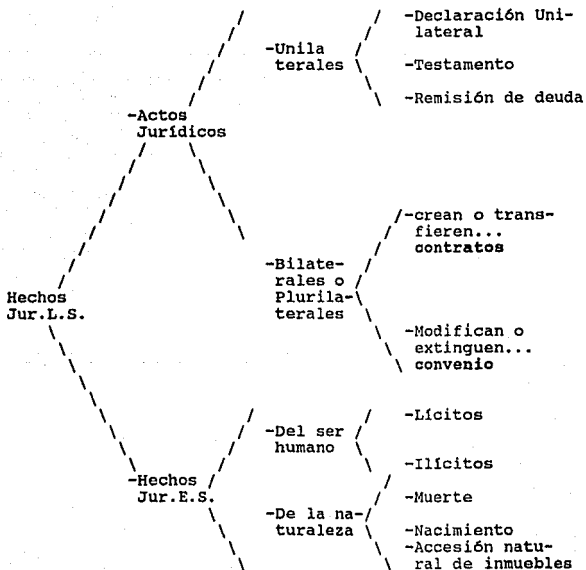 -Declaración Uni-
lateral
-Unila
terales
-Testamento
-Remisión de deuda
-Actos
Jurídicos
-crean o trans-
fieren...
contratos
-Bilate-
rales o
Plurila-
terales
Hechos
Jur.L.S.
-Modifican o
extinguen...
convenio
-Lícitos
-Del ser
humano
-Ilícitos
-Hechos
Jur.E.S.
-Muerte
-De la na-
turaleza
-Nacimiento
-Accesión natu-
ral de inmuebles